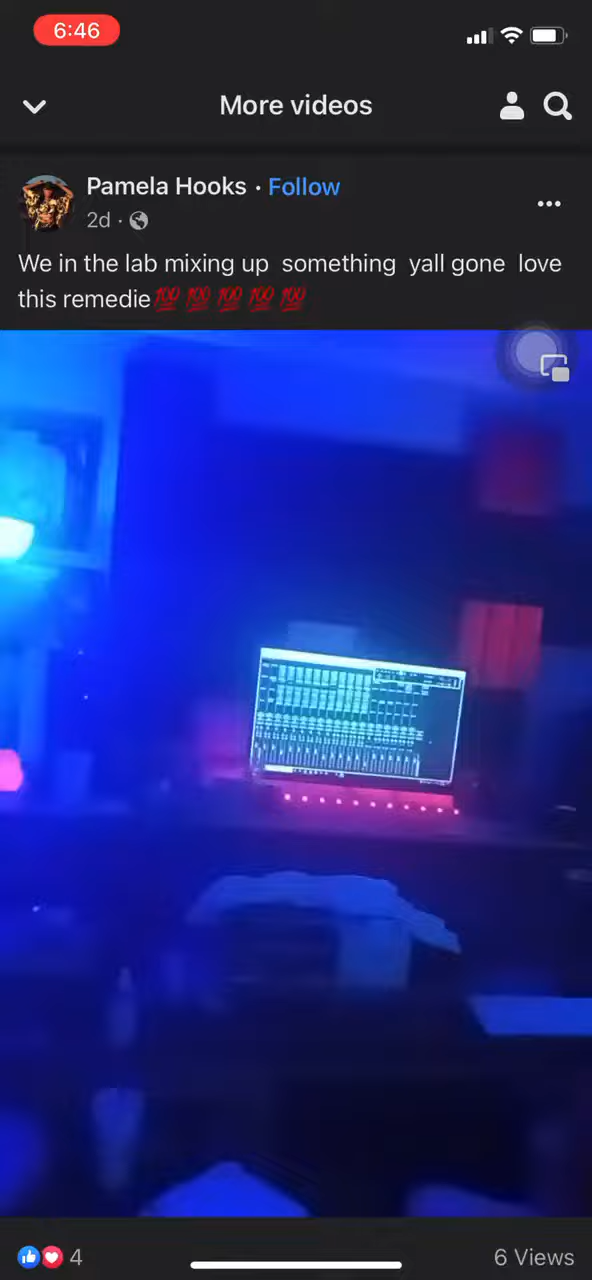 6:46
More videos
Pamela Hooks · Follow
2d ·
We in the lab mixing up  something  yall gone  love
this remedie💯 💯 💯 💯 💯
4
6 Views